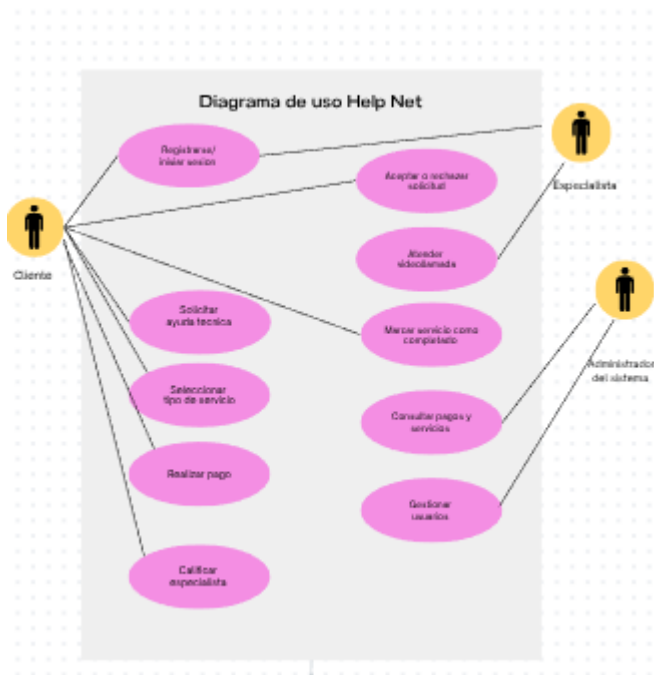 Diagrama de uso Help Net
Registrarse/
iniciar sesion
Aceptar o rechazar
solicitud
Especialista
Atender
videollamada
Cliente
Solicitar
ayuda tecnica
Marcar servicio como
completado
Administrador
del sistema
Seleccionar
tipo de servicio
Consultar pagos y
servicios
Realizar pago
Gestionar
usuarios
Calificar
especialista